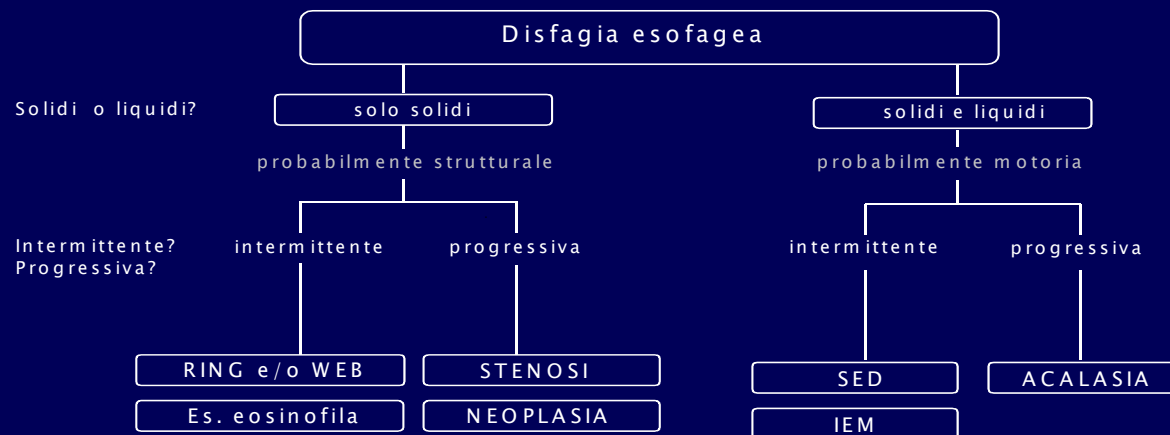 Disfagia esofagea
Solidi o liquidi?
solo solidi
solidi e liquidi
probabilmente strutturale
probabilmente motoria
Intermittente?
Progressiva?
intermittente
progressiva
intermittente
progressiva
RING e/o WEB
STENOSI
SED
ACALASIA
Es. eosinofila
NEOPLASIA
IEM